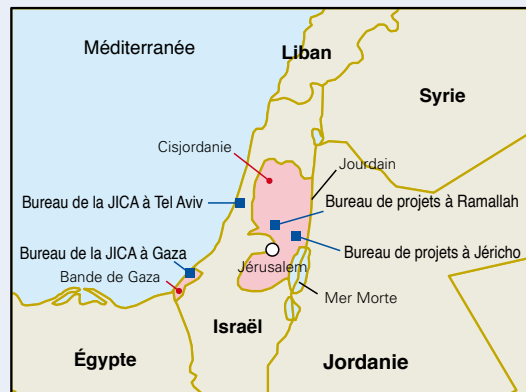 Méditerranée
Liban
Syrie
Cisjordanie
Jourdain
Bureau de la JICA à Tel Aviv
Bureau de projets à Ramallah
Bureau de la JICA à Gaza
Bureau de projets à Jéricho
Jérusalem
Bande de Gaza
Mer Morte
Israël
Égypte
Jordanie